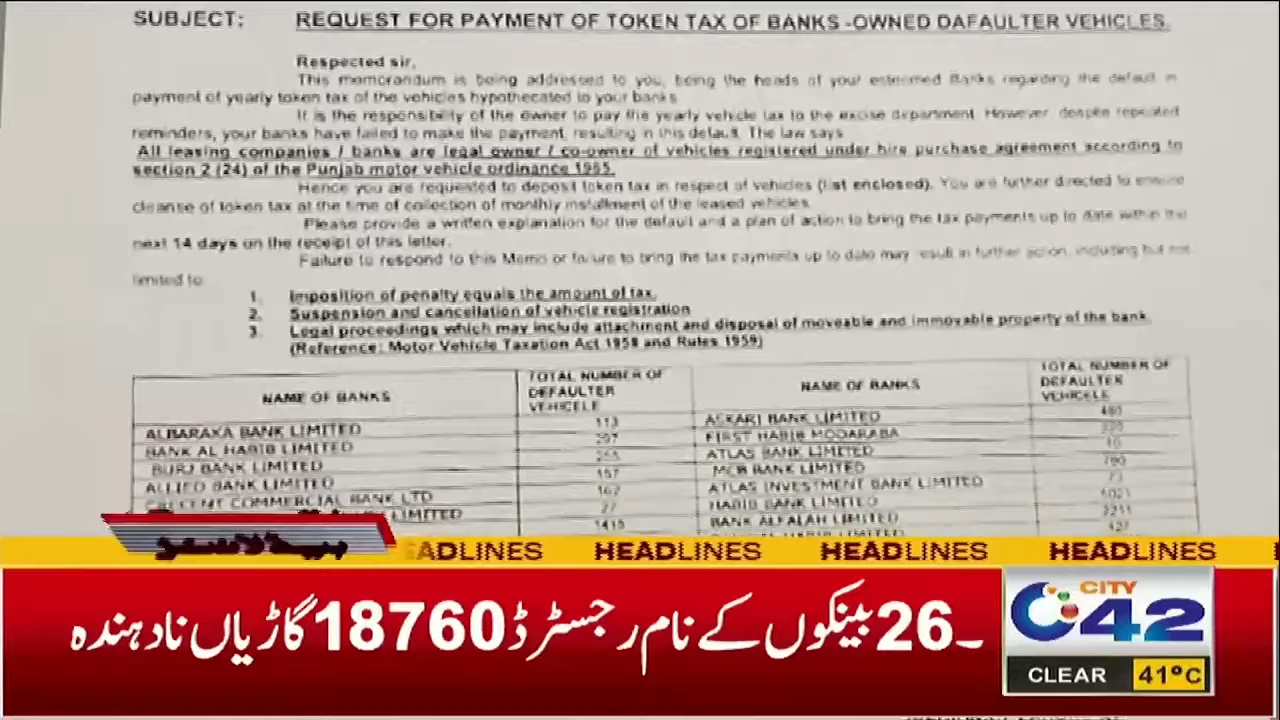 SUBJECT: REQUEST FOR PAYMENT OF TOKEN TAX OF BANKS -OWNED DAFAULTER VEHICLES.
Respected sir,
This memorandum is being addressed to you, being the heads of your esteemed Banks regarding the default in
payment of yearly token tax of the vehicles hypothecated to your banks
It is the responsibility of the owner to pay the yearly vehicle tax to the excise department. However, despite repeated
reminders, your banks have failed to make the payment, resulting in this default. The law says
All leasing companies / banks are legal owner / co-owner of vehicles registered under hire purchase agreement according to
section 2 (24) of the Punjab motor vehicle ordinance 1965.
Hence you are requested to deposit token tax in respect of vehicles (list enclosed). You are further directed to ensure
cleanse of token tax at the time of collection of monthly installment of the leased vehicles.
Please provide a written explanation for the default and a plan of action to bring the tax payments up to date within the
next 14 days on the receipt of this letter.
Failure to respond to this Memo or failure to bring the tax payments up to date may result in further action, including but not
limited to:
1. Imposition of penalty equals the amount of tax.
2. Suspension and cancellation of vehicle registration
3. Legal proceedings which may include attachment and disposal of moveable and immovable property of the bank.
(Reference: Motor Vehicle Taxation Act 1958 and Rules 1959)
NAME OF BANKS TOTAL NUMBER OF DEFAULTER VEHICELE NAME OF BANKS TOTAL NUMBER OF DEFAULTER VEHICELE
ALBARAKA BANK LIMITED 113 ASKARI BANK LIMITED
BANK AL HABIB LIMITED FIRST HABIB MODARABA
BURJ BANK LIMITED ATLAS BANK LIMITED
ALLIED BANK LIMITED 157 MCB BANK LIMITED
CRECENT COMMERCIAL BANK LTD 162 ATLAS INVESTMENT BANK LIMITED
LIMITED 27 HABIB BANK LIMITED
1415 BANK ALFALAH LIMITED
ہیڈلائنز
EADLINES HEADLINES HEADLINES HEADLINES
۔26 بینکوں کے نام رجسٹرڈ 18760 گاڑیاں نادہندہ
CITY
42
CLEAR 41°C